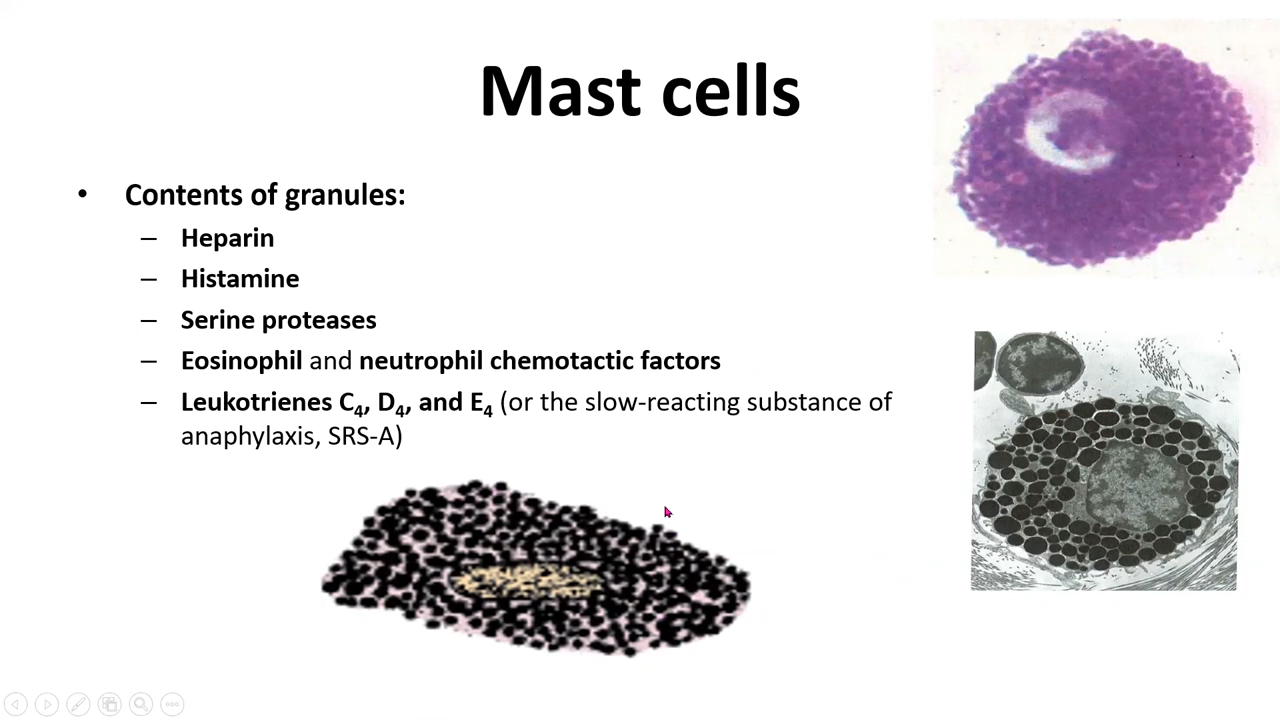 Mast cells
• Contents of granules:
– Heparin
– Histamine
– Serine proteases
– Eosinophil and neutrophil chemotactic factors
– Leukotrienes C₄, D₄, and E₄ (or the slow-reacting substance of
anaphylaxis, SRS-A)